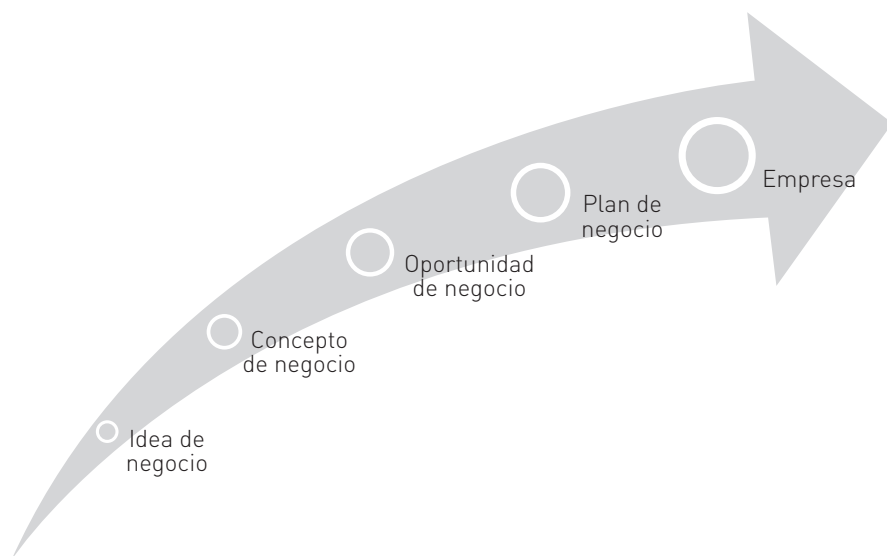 Idea de
negocio
Concepto
de negocio
Oportunidad
de negocio
Plan de
negocio
Empresa